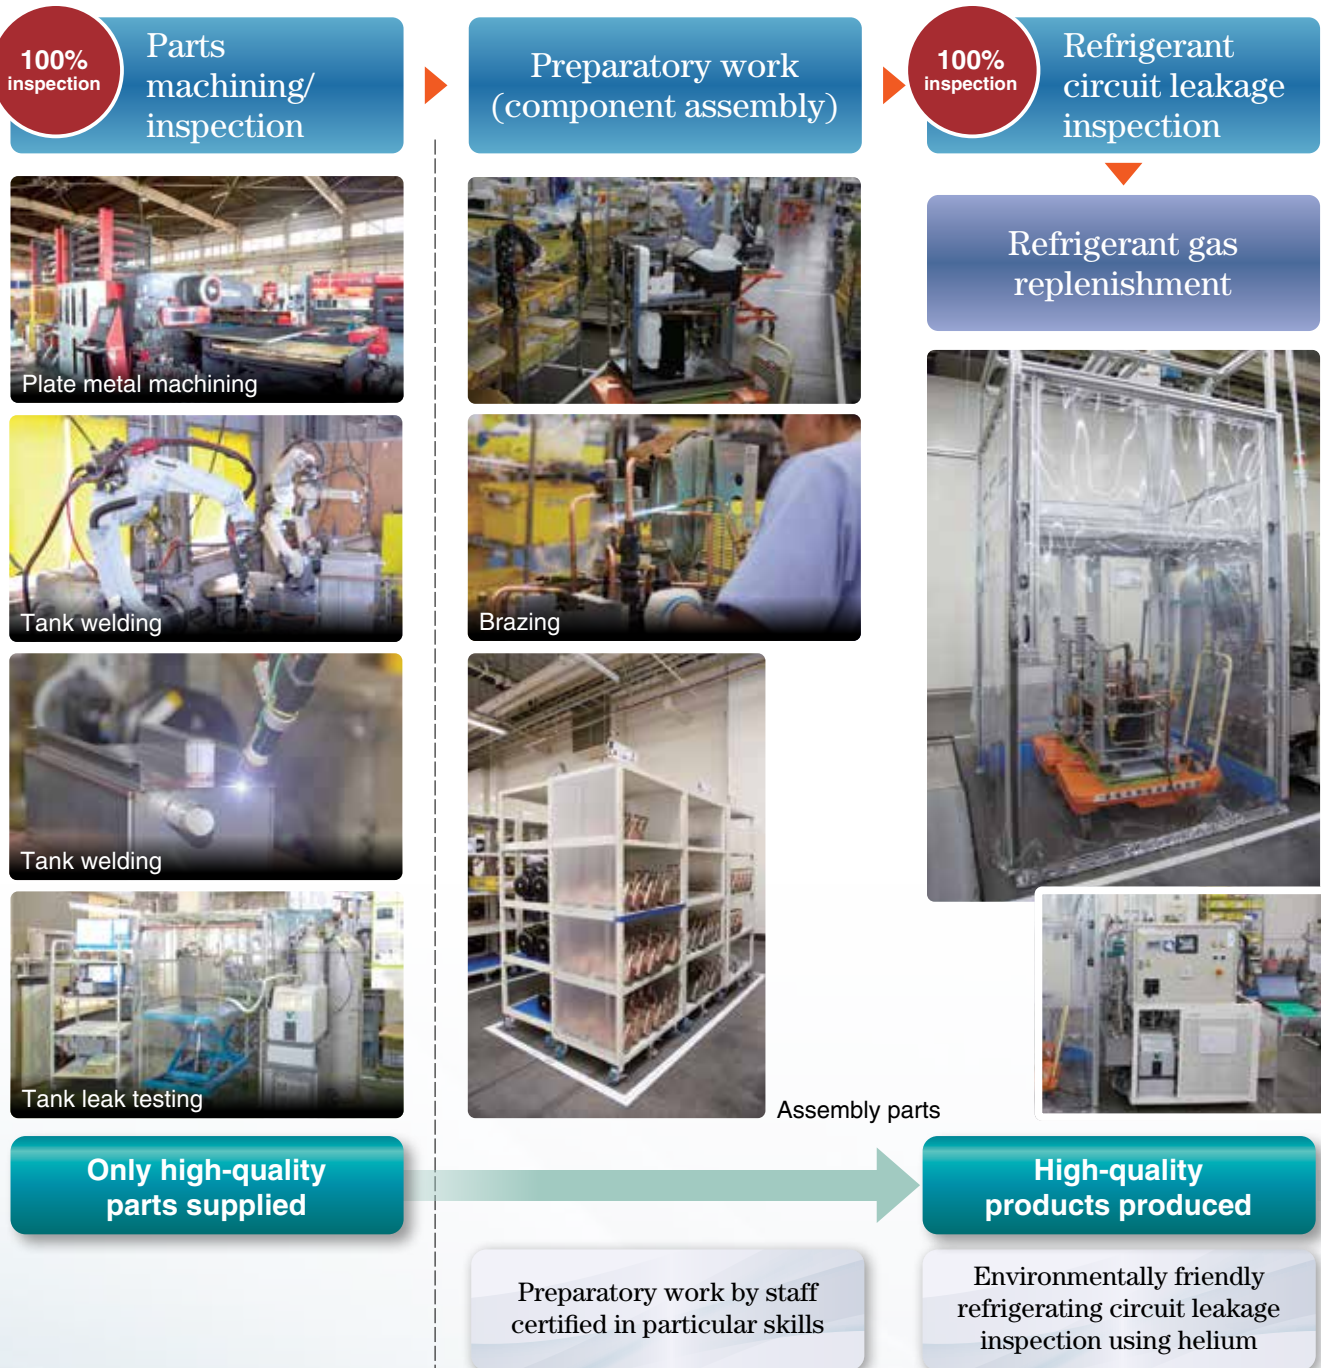 100%
inspection
Parts
machining/
inspection
Preparatory work
(component assembly)
100%
inspection
Refrigerant
circuit leakage
inspection
Refrigerant gas
replenishment
Plate metal machining
Tank welding
Brazing
Tank welding
Tank leak testing
Assembly parts
Only high-quality
parts supplied
High-quality
products produced
Preparatory work by staff
certified in particular skills
Environmentally friendly
refrigerating circuit leakage
inspection using helium